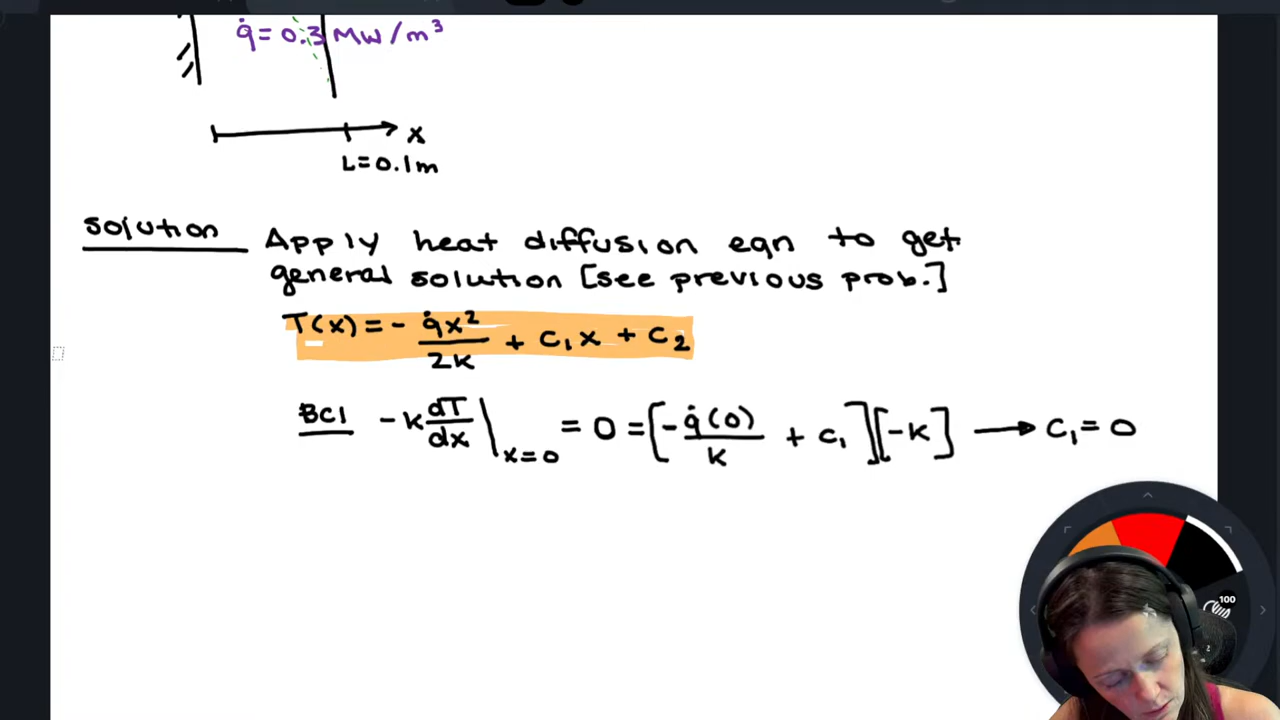 q̇ = 0.3 MW/m³
x
L=0.1m
Solution Apply heat diffusion eqn to get
general solution [see previous prob.]
T(x) = - q̇x²/2k + C₁x + C₂
BC1 -k dT/dx |ₓ₌₀ = 0 = [- q̇(0)/k + C₁][-k] → C₁ = 0
100